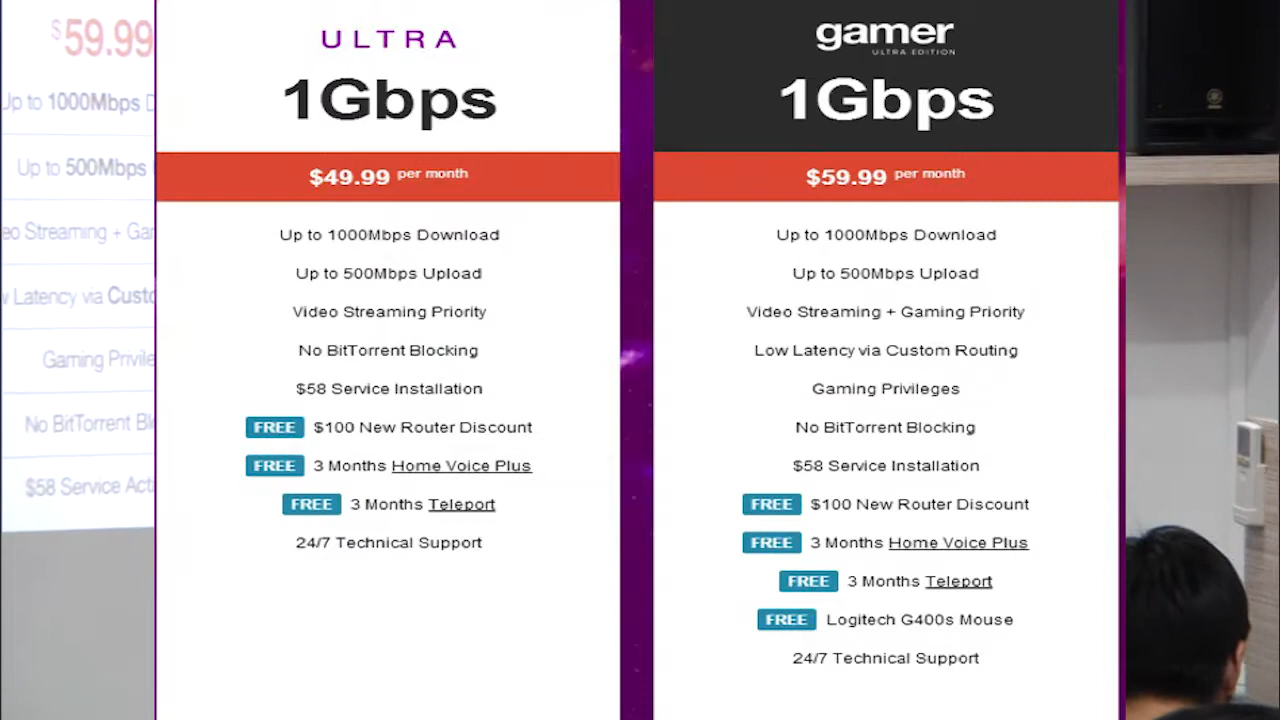 $59.99
Up to 1000Mbps
Up to 500Mbps
Streaming +
Latency via
Gaming
No BitTorrent
$58 Service
ULTRA
1Gbps
$49.99 per month
Up to 1000Mbps Download
Up to 500Mbps Upload
Video Streaming Priority
No BitTorrent Blocking
$58 Service Installation
FREE $100 New Router Discount
FREE 3 Months Home Voice Plus
FREE 3 Months Teleport
24/7 Technical Support
gamer
ULTRA EDITION
1Gbps
$59.99 per month
Up to 1000Mbps Download
Up to 500Mbps Upload
Video Streaming + Gaming Priority
Low Latency via Custom Routing
Gaming Privileges
No BitTorrent Blocking
$58 Service Installation
FREE $100 New Router Discount
FREE 3 Months Home Voice Plus
FREE 3 Months Teleport
FREE Logitech G400s Mouse
24/7 Technical Support